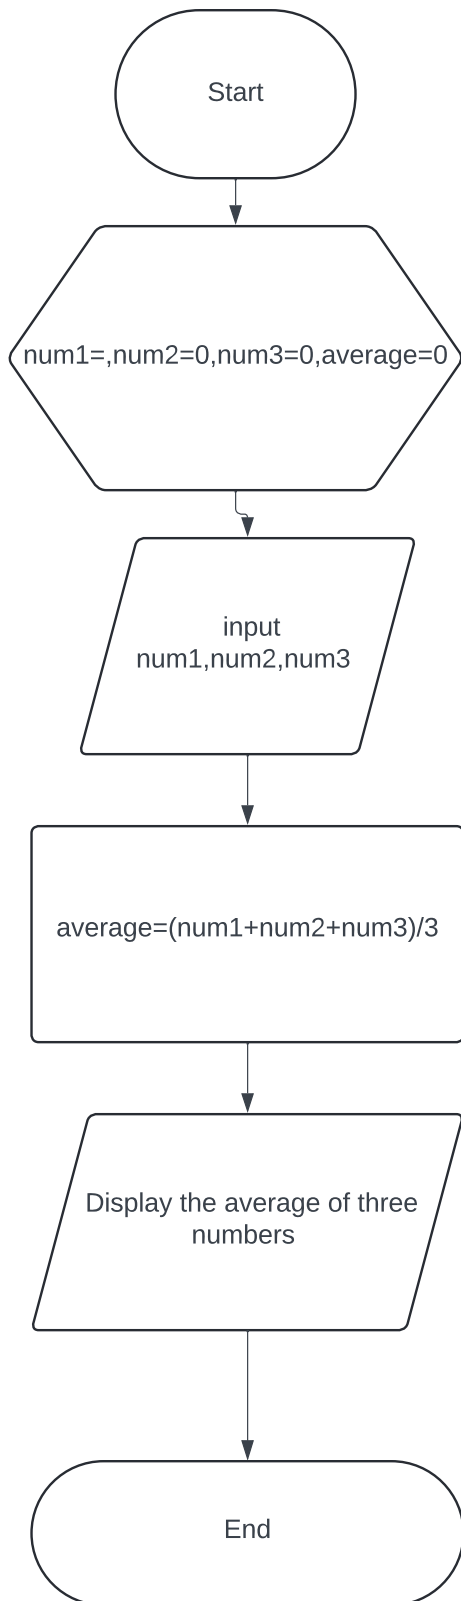 Start
num1=,num2=0,num3=0,average=0
input
num1,num2,num3
average=(num1+num2+num3)/3
Display the average of three
numbers
End